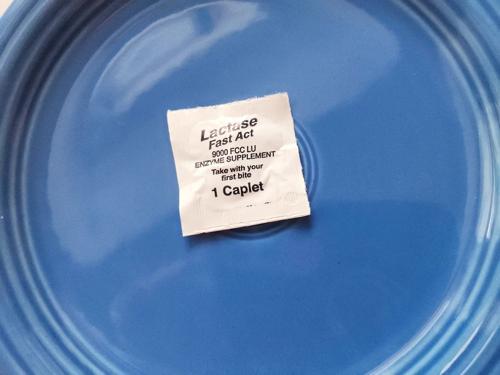 Lactase
Fast Act
9000 FCC LU
ENZYME SUPPLEMENT
Take with your
first bite
1 Caplet